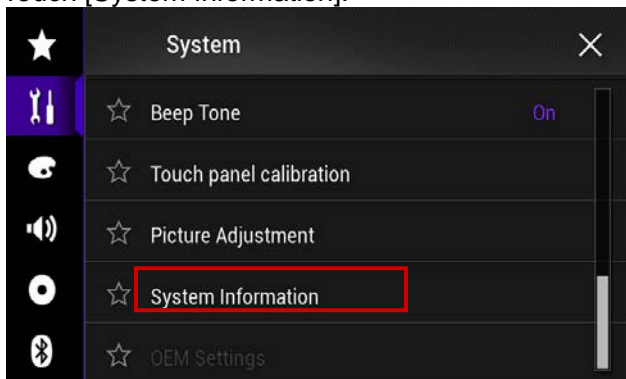 Touch [System Information].
System
Beep Tone On
Touch panel calibration
Picture Adjustment
System Information
OEM Settings